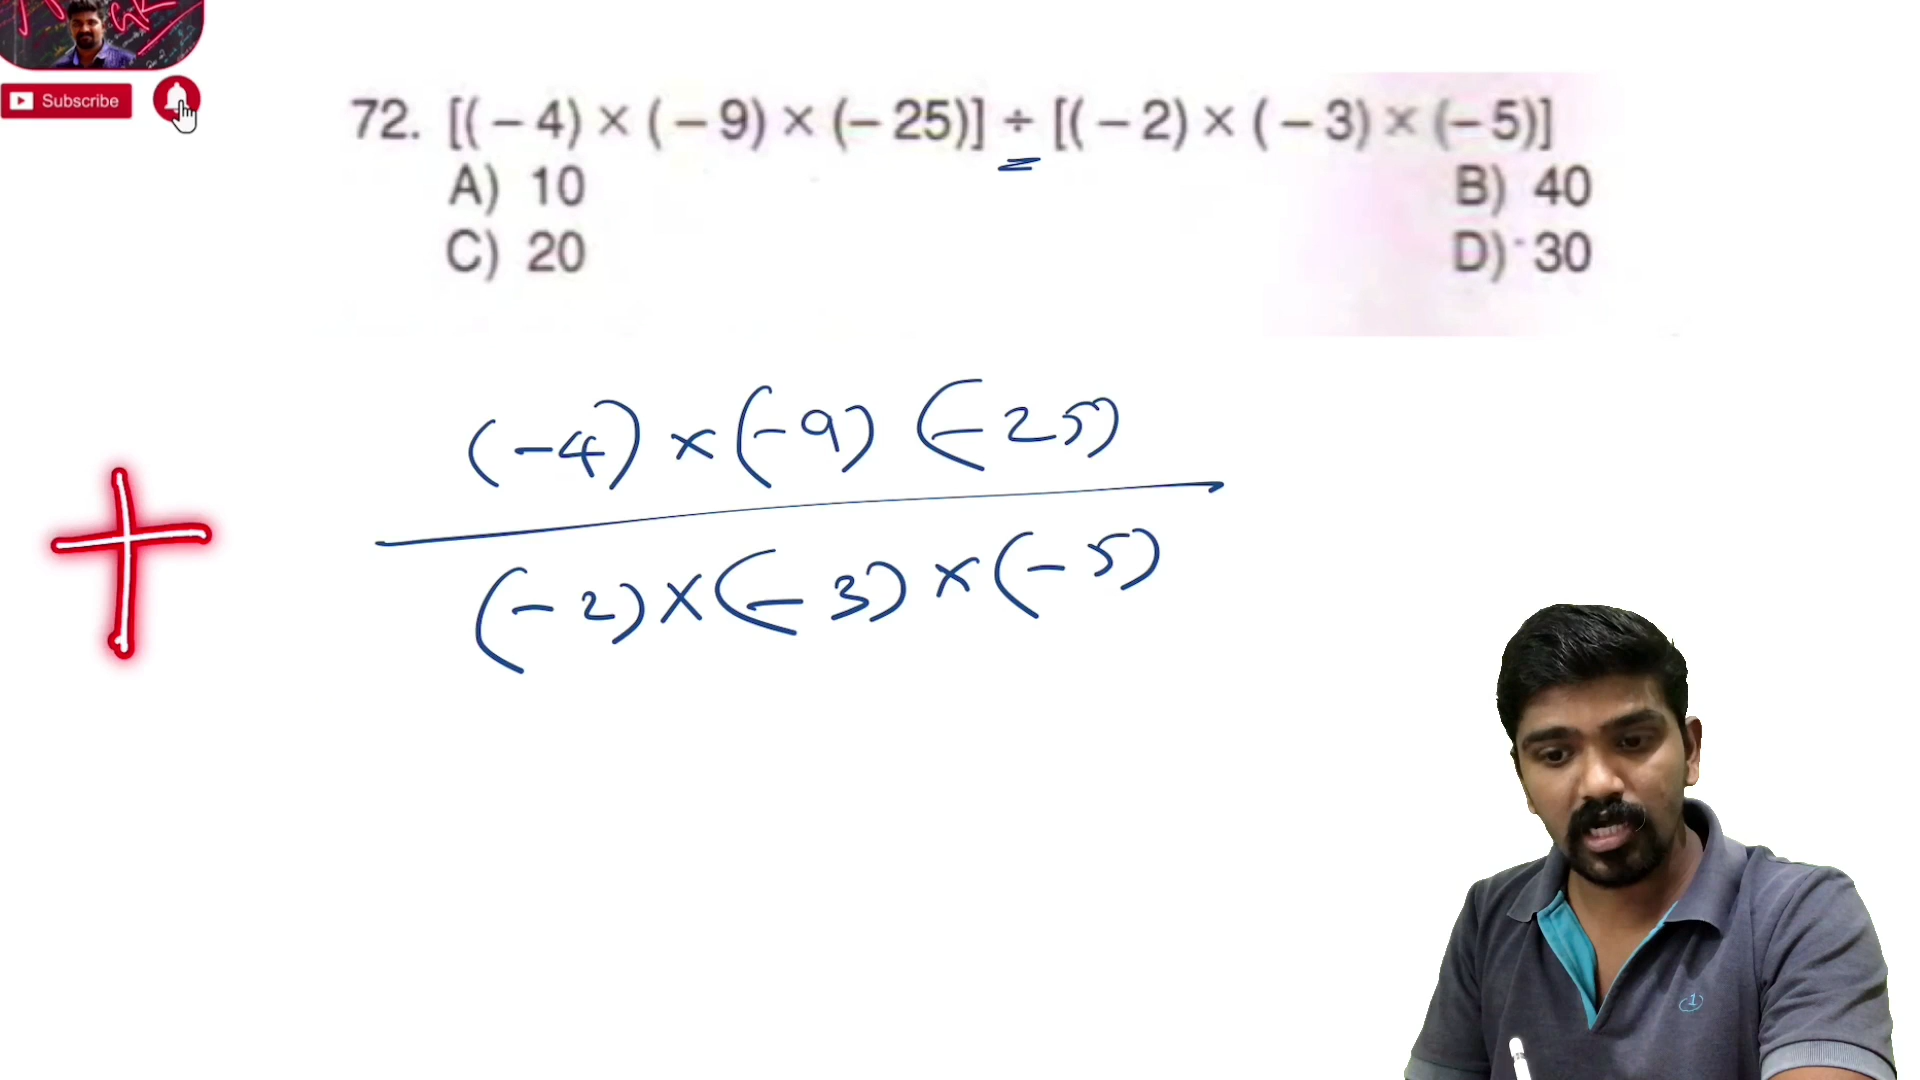 Subscribe
72. [(-4) × (-9) × (-25)] ÷ [(-2) × (-3) × (-5)]
A) 10 B) 40
C) 20 D) 30
(-4) × (-9) (-25)
(-2) × (-3) × (-5)